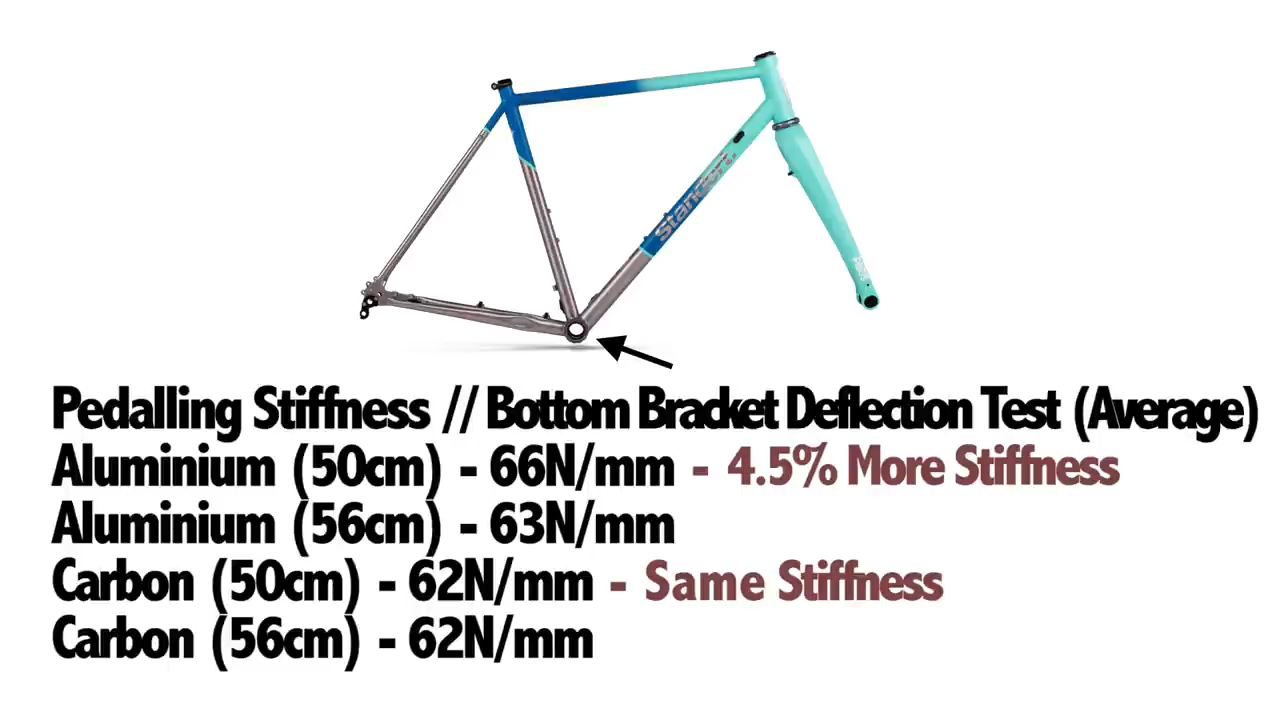 Standert
Pedalling Stiffness // Bottom Bracket Deflection Test (Average)
Aluminium (50cm) - 66N/mm - 4.5% More Stiffness
Aluminium (56cm) - 63N/mm
Carbon (50cm) - 62N/mm - Same Stiffness
Carbon (56cm) - 62N/mm